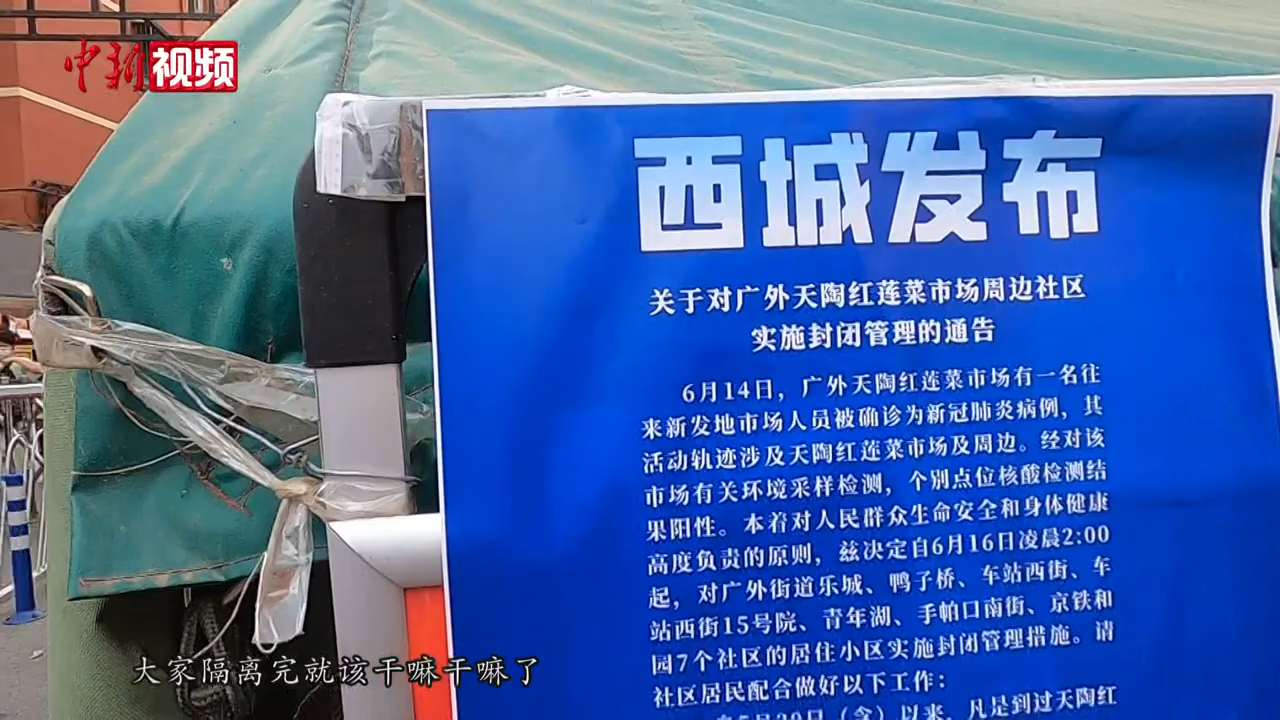 中新视频
西城发布
关于对广外天陶红莲菜市场周边社区
实施封闭管理的通告
6月14日，广外天陶红莲菜市场有一名往
来新发地市场人员被确诊为新冠肺炎病例，其
活动轨迹涉及天陶红莲菜市场及周边。经对该
市场有关环境采样检测，个别点位核酸检测结
果阳性。本着对人民群众生命安全和身体健康
高度负责的原则，兹决定自6月16日凌晨2:00
起，对广外街道乐城、鸭子桥、车站西街、车
站西街15号院、青年湖、手帕口南街、京铁和
园7个社区的居住小区实施封闭管理措施。请
社区居民配合做好以下工作：
（含）以来，凡是到过天陶红
大家隔离完就该干嘛干嘛了